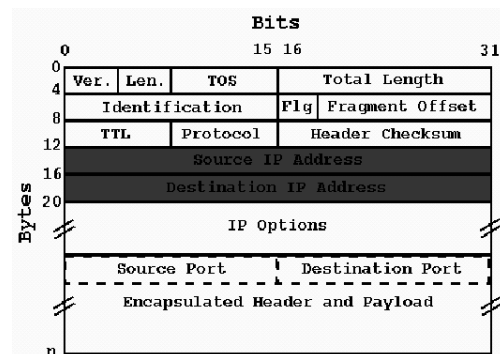 Bits
0 15 16 31
0 Ver. Len. TOS Total Length
4 Identification Flg Fragment Offset
8 TTL Protocol Header Checksum
12 Source IP Address
16 Destination IP Address
20
Bytes
IP Options
Source Port Destination Port
Encapsulated Header and Payload
n